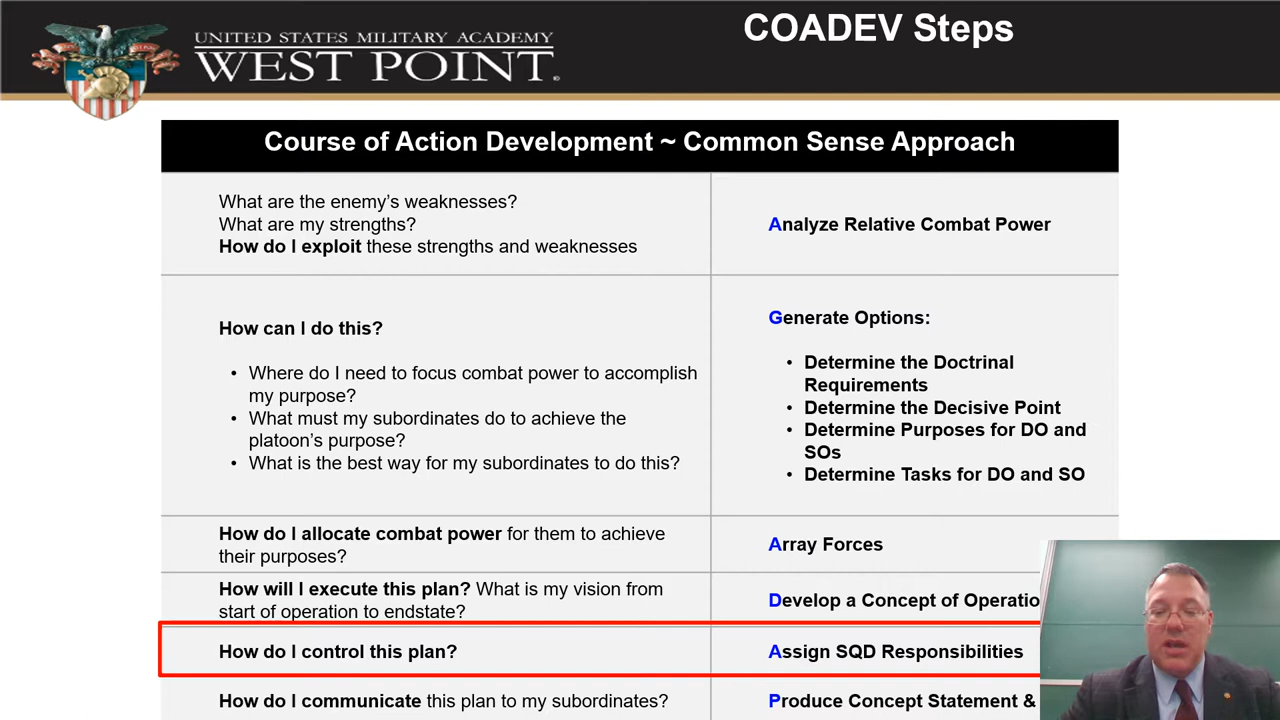 COADEV Steps
UNITED STATES MILITARY ACADEMY
WEST POINT.
Course of Action Development ~ Common Sense Approach
What are the enemy's weaknesses?
What are my strengths?
How do I exploit these strengths and weaknesses
Analyze Relative Combat Power
How can I do this?
• Where do I need to focus combat power to accomplish
my purpose?
• What must my subordinates do to achieve the
platoon's purpose?
• What is the best way for my subordinates to do this?
Generate Options:
• Determine the Doctrinal
Requirements
• Determine the Decisive Point
• Determine Purposes for DO and
SOs
• Determine Tasks for DO and SO
How do I allocate combat power for them to achieve
their purposes?
Array Forces
How will I execute this plan? What is my vision from
start of operation to endstate?
Develop a Concept of Operatio
How do I control this plan?
Assign SQD Responsibilities
How do I communicate this plan to my subordinates?
Produce Concept Statement &